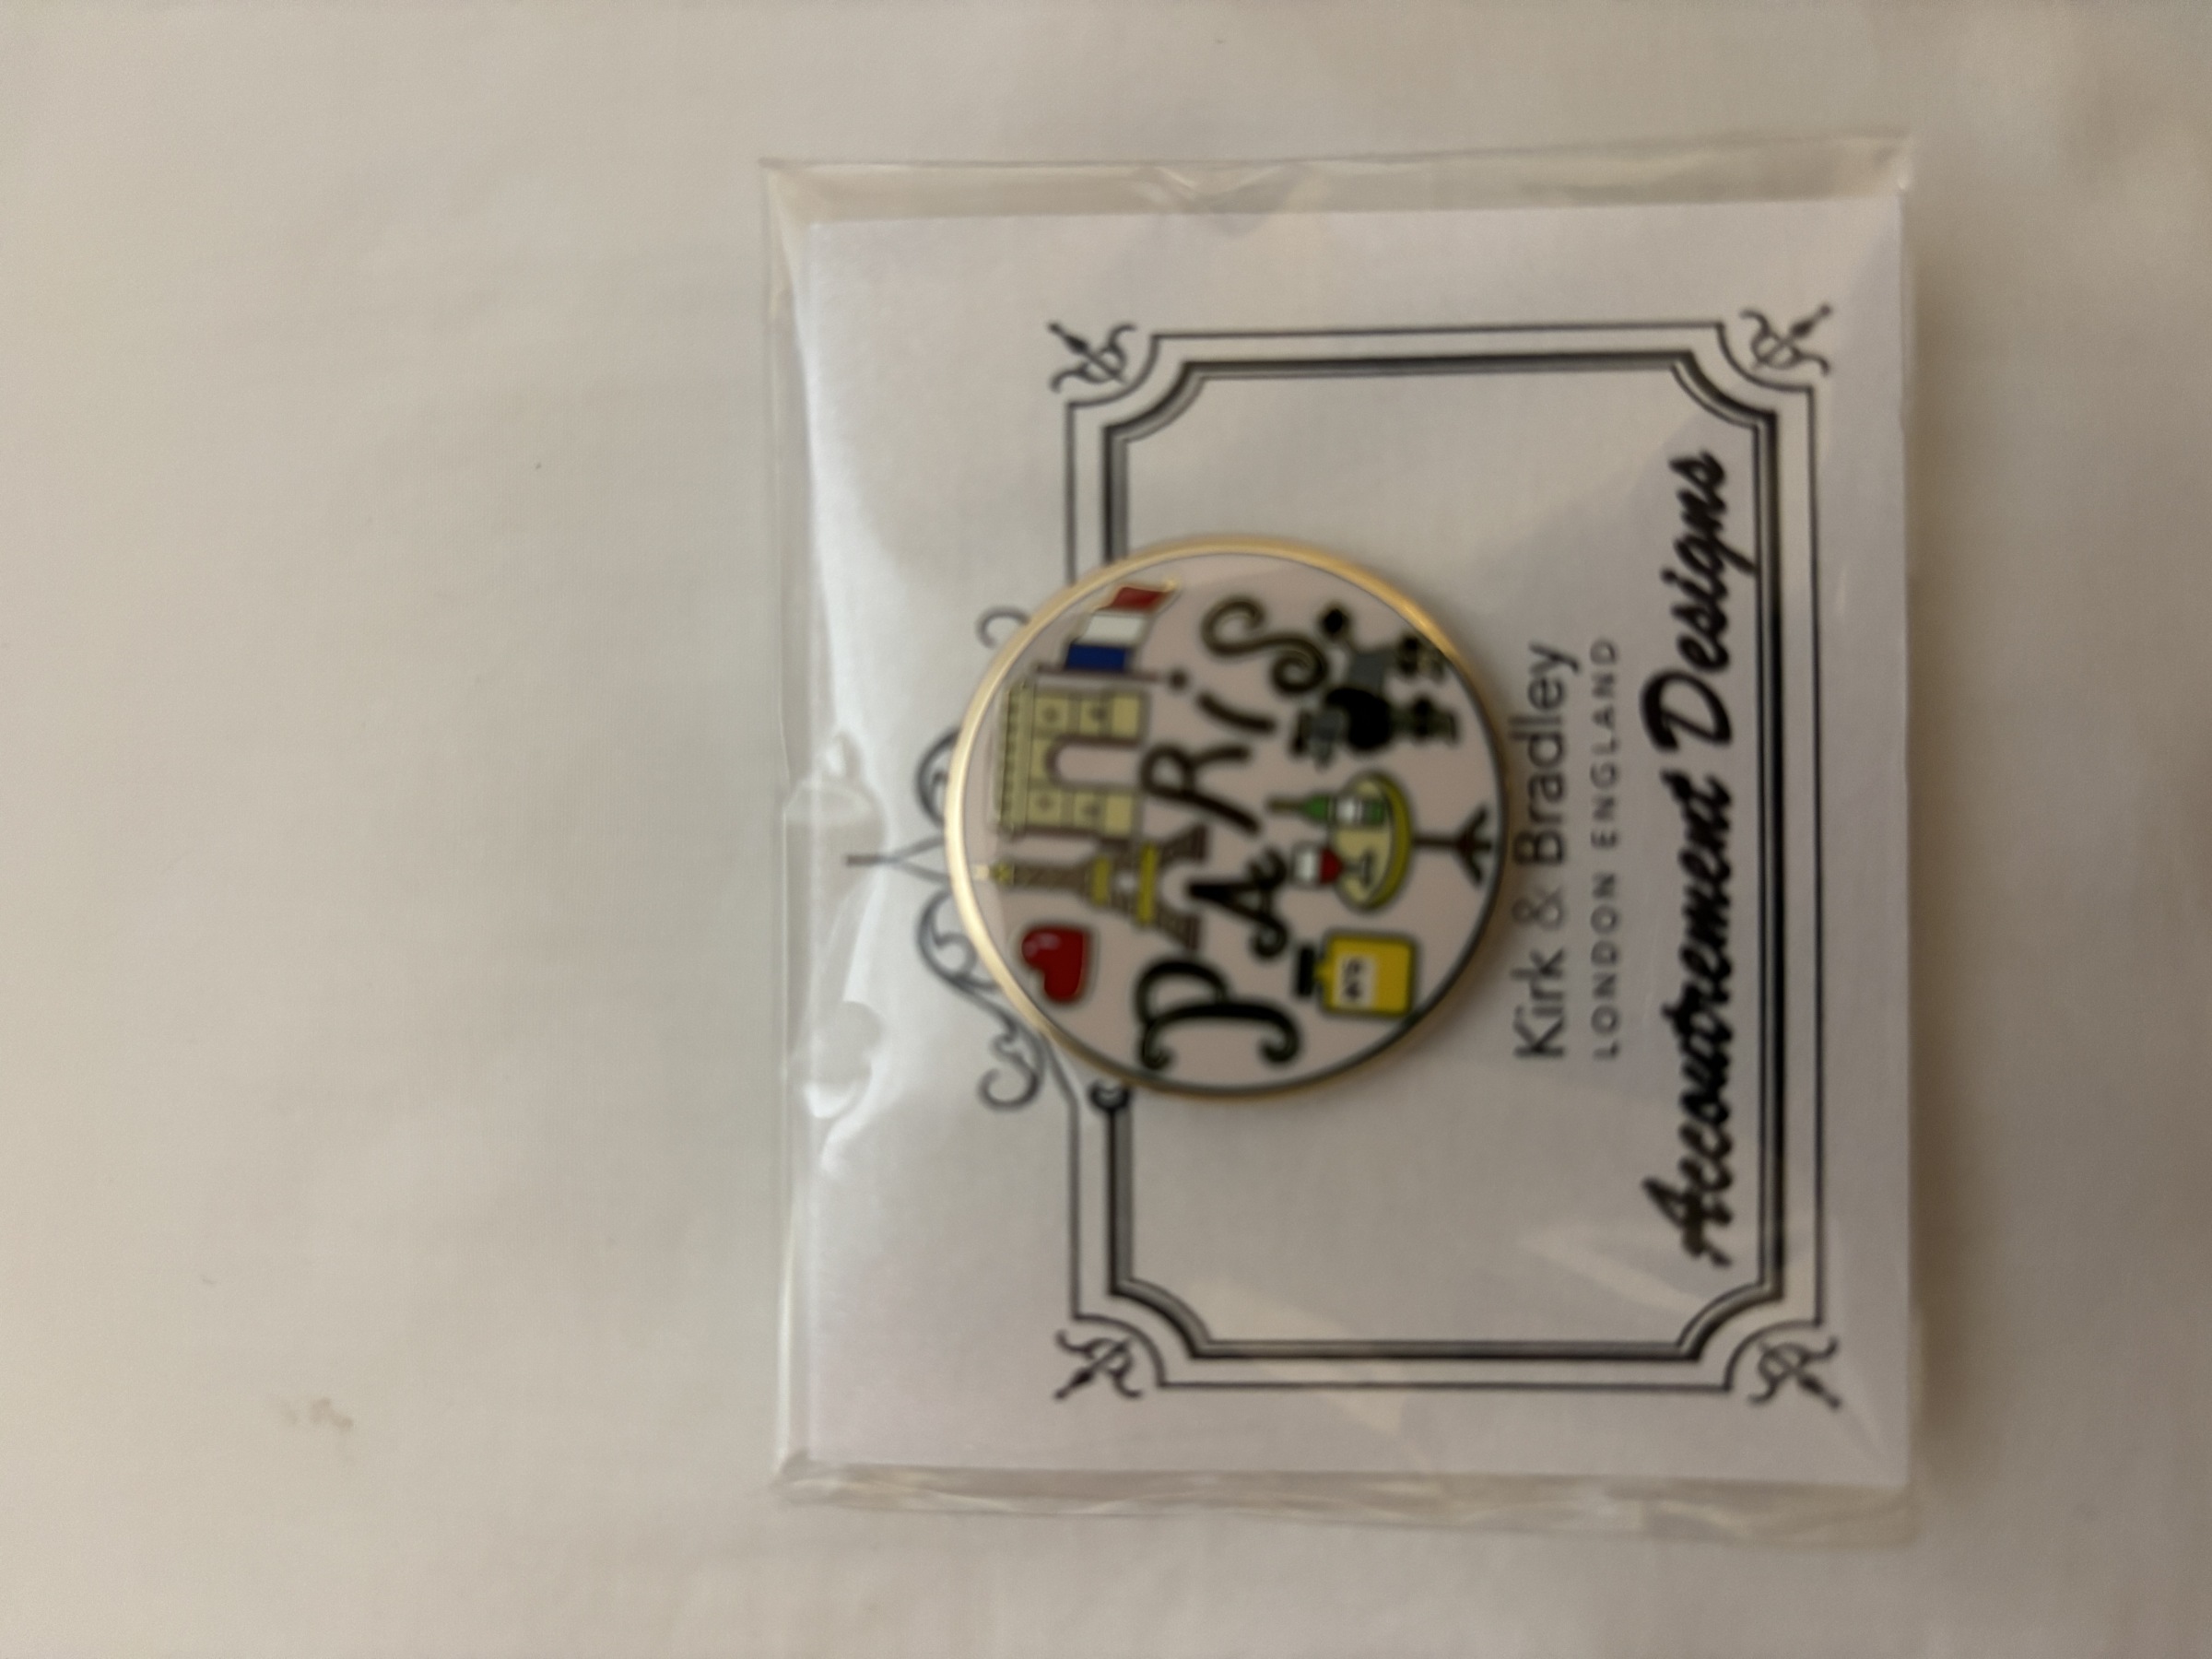 PARiS
Kirk & Bradley
LONDON ENGLAND
Accoutrement Designs